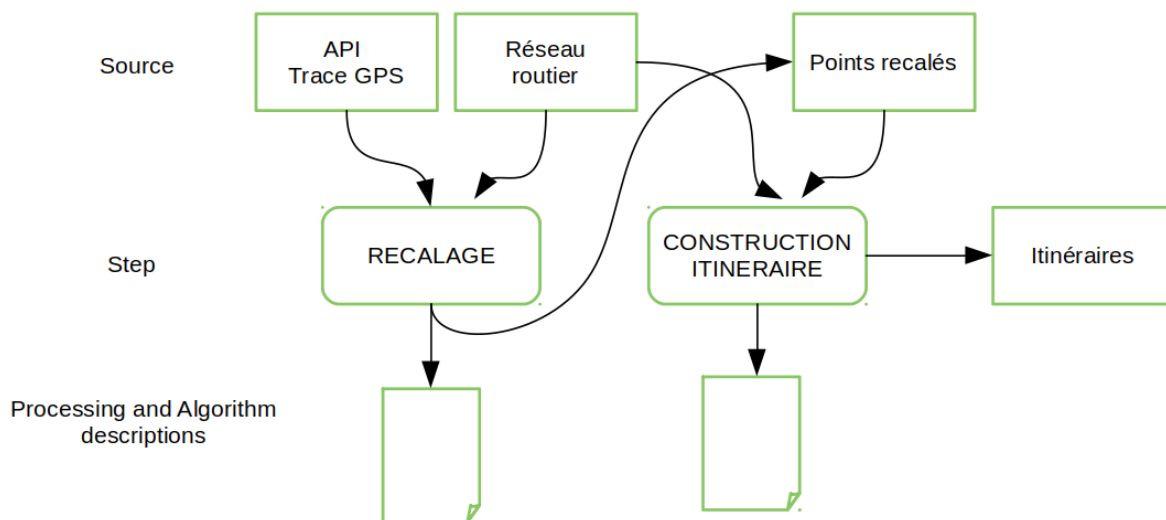 Source
API
Trace GPS
Réseau
routier
Points recalés
Step
RECALAGE
CONSTRUCTION
ITINERAIRE
Itinéraires
Processing and Algorithm
descriptions